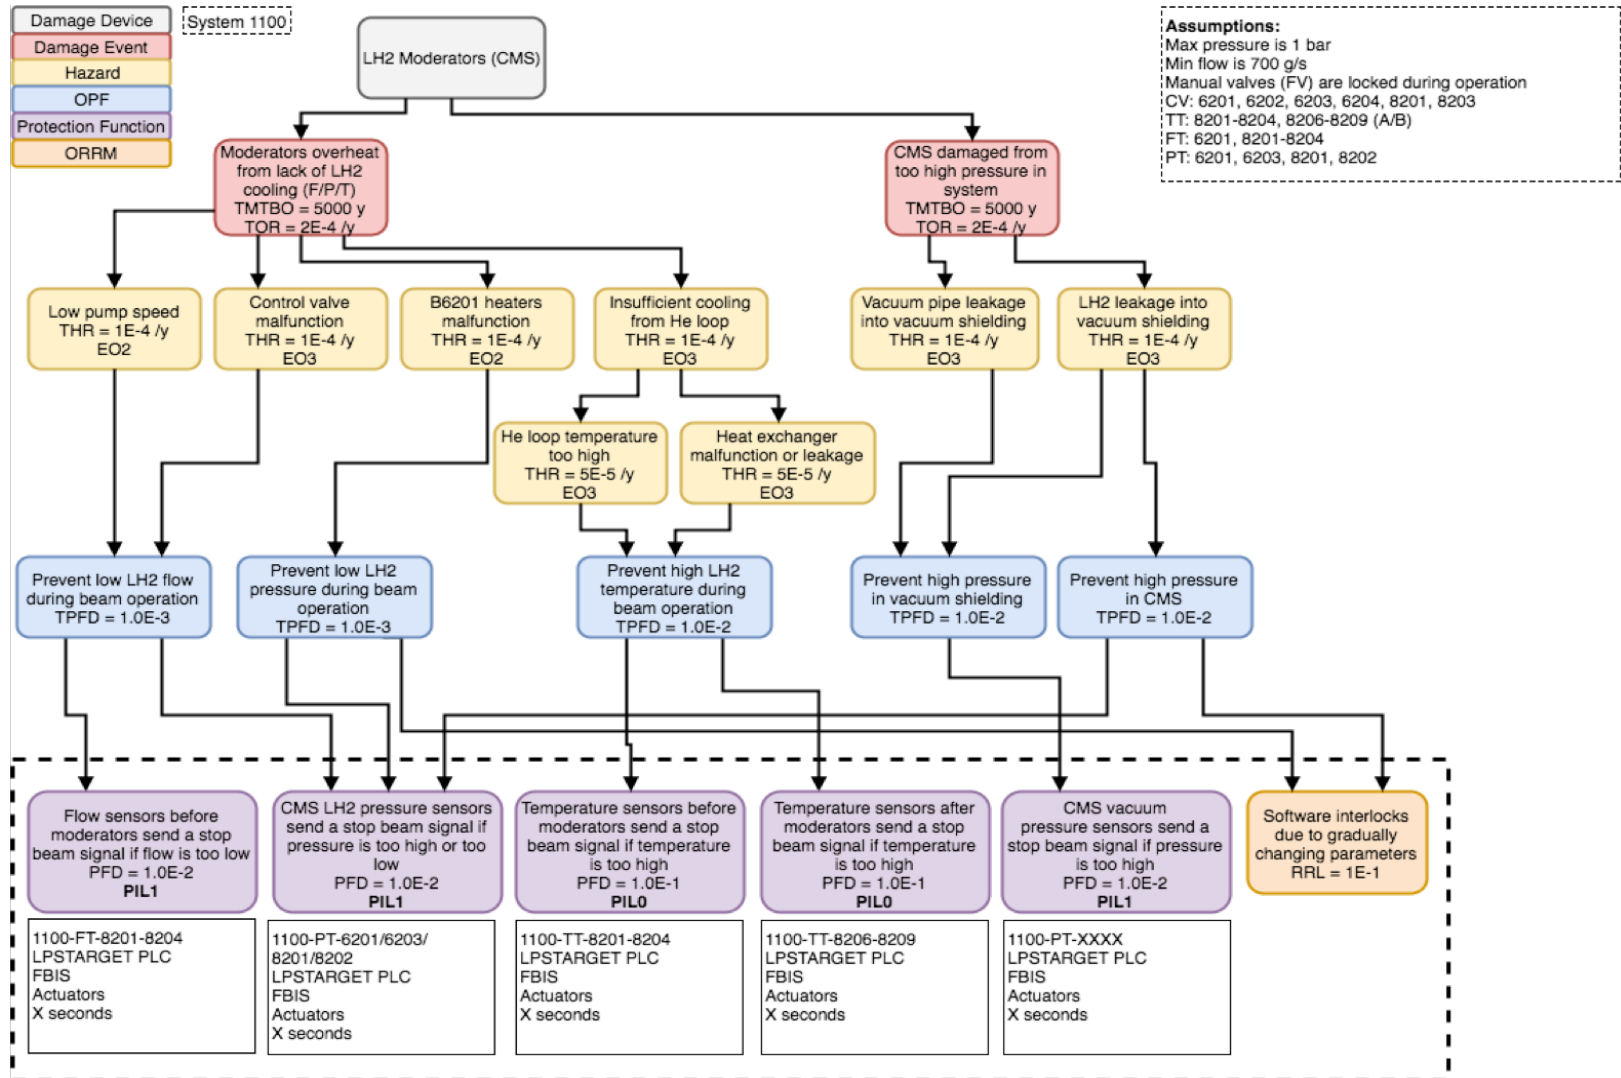 Damage Device
Damage Event
Hazard
OPF
Protection Function
ORRM
System 1100
LH2 Moderators (CMS)
Assumptions:
Max pressure is 1 bar
Min flow is 700 g/s
Manual valves (FV) are locked during operation
CV: 6201, 6202, 6203, 6204, 8201, 8203
TT: 8201-8204, 8206-8209 (A/B)
FT: 6201, 8201-8204
PT: 6201, 6203, 8201, 8202
Moderators overheat
from lack of LH2
cooling (F/P/T)
TMTBO = 5000 y
TOR = 2E-4 /y
CMS damaged from
too high pressure in
system
TMTBO = 5000 y
TOR = 2E-4 /y
Low pump speed
THR = 1E-4 /y
EO2
Control valve
malfunction
THR = 1E-4 /y
EO3
B6201 heaters
malfunction
THR = 1E-4 /y
EO2
Insufficient cooling
from He loop
THR = 1E-4 /y
EO3
Vacuum pipe leakage
into vacuum shielding
THR = 1E-4 /y
EO3
LH2 leakage into
vacuum shielding
THR = 1E-4 /y
EO3
He loop temperature
too high
THR = 5E-5 /y
EO3
Heat exchanger
malfunction or leakage
THR = 5E-5 /y
EO3
Prevent low LH2 flow
during beam operation
TPFD = 1.0E-3
Prevent low LH2
pressure during beam
operation
TPFD = 1.0E-3
Prevent high LH2
temperature during
beam operation
TPFD = 1.0E-2
Prevent high pressure
in vacuum shielding
TPFD = 1.0E-2
Prevent high pressure
in CMS
TPFD = 1.0E-2
Flow sensors before
moderators send a stop
beam signal if flow is too low
PFD = 1.0E-2
PIL1
CMS LH2 pressure sensors
send a stop beam signal if
pressure is too high or too
low
PFD = 1.0E-2
PIL1
Temperature sensors before
moderators send a stop
beam signal if temperature
is too high
PFD = 1.0E-1
PIL0
Temperature sensors after
moderators send a stop
beam signal if temperature
is too high
PFD = 1.0E-1
PIL0
CMS vacuum
pressure sensors send a
stop beam signal if pressure
is too high
PFD = 1.0E-2
PIL1
Software interlocks
due to gradually
changing parameters
RRL = 1E-1
1100-FT-8201-8204
LPSTARGET PLC
FBIS
Actuators
X seconds
1100-PT-6201/6203/
8201/8202
LPSTARGET PLC
FBIS
Actuators
X seconds
1100-TT-8201-8204
LPSTARGET PLC
FBIS
Actuators
X seconds
1100-TT-8206-8209
LPSTARGET PLC
FBIS
Actuators
X seconds
1100-PT-XXXX
LPSTARGET PLC
FBIS
Actuators
X seconds